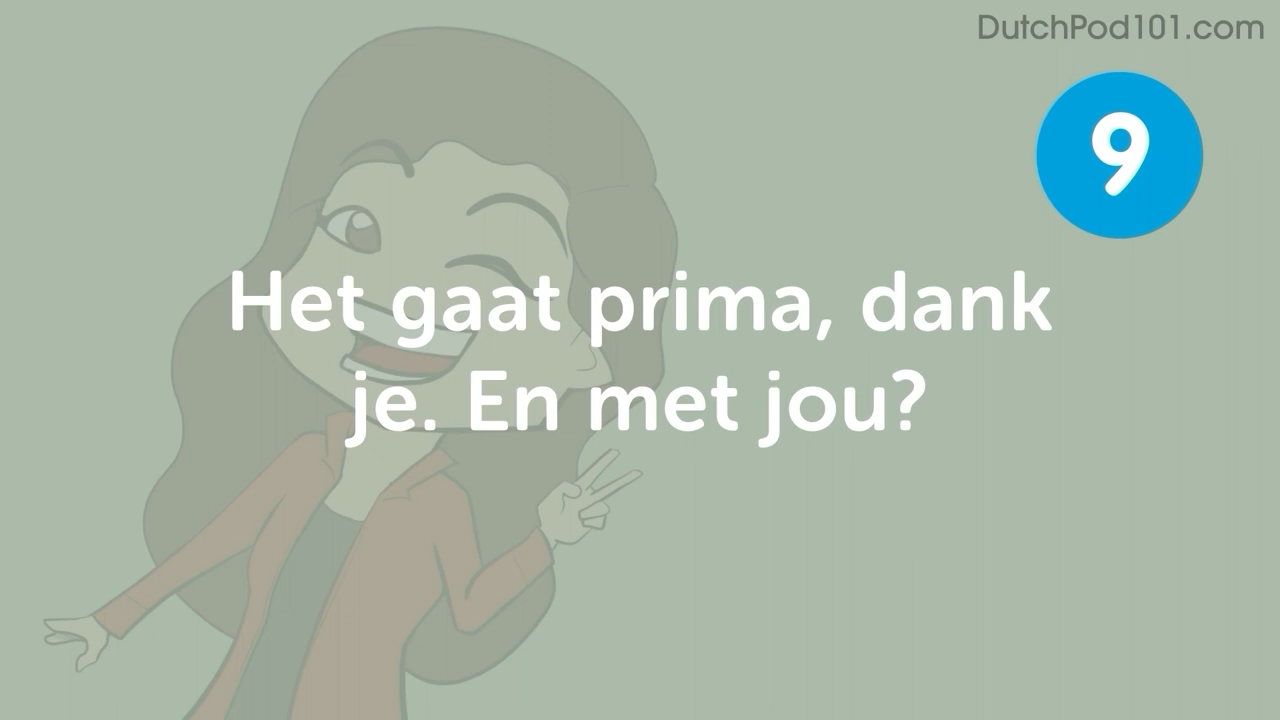 DutchPod101.com
9
Het gaat prima, dank
je. En met jou?